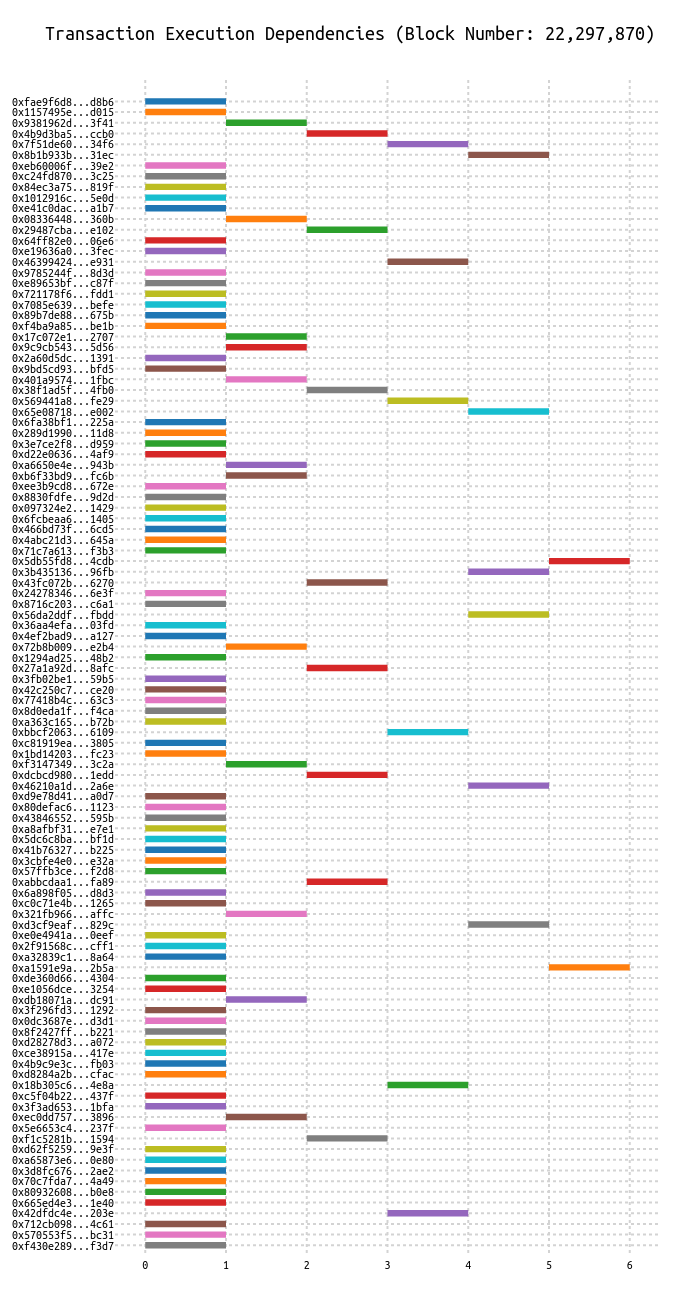 Transaction Execution Dependencies (Block Number: 22,297,870)
0xfae9f6d8...d8b6
0x1157495e...d015
0x9381962d...3f41
0x4b9d3ba5...ccb0
0x7f51de60...34f6
0x8b1b933b...31ec
0xeb60006f...39e2
0xc24fd870...3c25
0x84ec3a75...819f
0x1012916c...5e0d
0xe41c0dac...a1b7
0x08336448...360b
0x29487cba...e102
0x64ff82e0...06e6
0xe19636a0...3fec
0x46399424...e931
0x9785244f...8d3d
0xe89653bf...c87f
0x721178f6...fdd1
0x7085e639...befe
0x89b7de88...675b
0xf4ba9a85...be1b
0x17c072e1...2707
0x9c9cb543...5d56
0x2a60d5dc...1391
0x9bd5cd93...bfd5
0x401a9574...1fbc
0x38f1ad5f...4fb0
0x569441a8...fe29
0x65e08718...e002
0x6fa38bf1...225a
0x289d1990...11d8
0x3e7ce2f8...d959
0xd22e0636...4af9
0xa6650e4e...943b
0xb6f33bd9...fc6b
0xee3b9cd8...672e
0x8830fdfe...9d2d
0x097324e2...1429
0x6fcbeaa6...1405
0x466bd73f...6cd5
0x4abc21d3...645a
0x71c7a613...f3b3
0x5db55fd8...4cdb
0x3b435136...96fb
0x43fc072b...6270
0x24278346...6e3f
0x8716c203...c6a1
0x56da2ddf...fbdd
0x36aa4efa...03fd
0x4ef2bad9...a127
0x72b8b009...e2b4
0x1294ad25...48b2
0x27a1a92d...8afc
0x3fb02be1...59b5
0x42c250c7...ce20
0x77418b4c...63c3
0x8d0eda1f...f4ca
0xa363c165...b72b
0xbbcf2063...6109
0xc81919ea...3805
0x1bd14203...fc23
0xf3147349...3c2a
0xdcbcd980...1edd
0x46210a1d...2a6e
0xd9e78d41...a0d7
0x80defac6...1123
0x43846552...595b
0xa8afbf31...e7e1
0x5dc6c8ba...bf1d
0x41b76327...b225
0x3cbfe4e0...e32a
0x57ffb3ce...f2d8
0xabbcdaa1...fa89
0x6a898f05...d8d3
0xc0c71e4b...1265
0x321fb966...affc
0xd3cf9eaf...829c
0xe0e4941a...0eef
0x2f91568c...cff1
0xa32839c1...8a64
0xa1591e9a...2b5a
0xde360d66...4304
0xe1056dce...3254
0xdb18071a...dc91
0x3f296fd3...1292
0x0dc3687e...d3d1
0x8f2427ff...b221
0xd28278d3...a072
0xce38915a...417e
0x4b9c9e3c...fb03
0xd8284a2b...cfac
0x18b305c6...4e8a
0xc5f04b22...437f
0x3f3ad653...1bfa
0xec0dd757...3896
0x5e6653c4...237f
0xf1c5281b...1594
0xd62f5259...9e3f
0xa65873e6...0e80
0x3d8fc676...2ae2
0x70c7fda7...4a49
0x80932608...b0e8
0x665ed4e3...1e40
0x42dfdc4e...203e
0x712cb098...4c61
0x570553f5...bc31
0xf430e289...f3d7
0 1 2 3 4 5 6